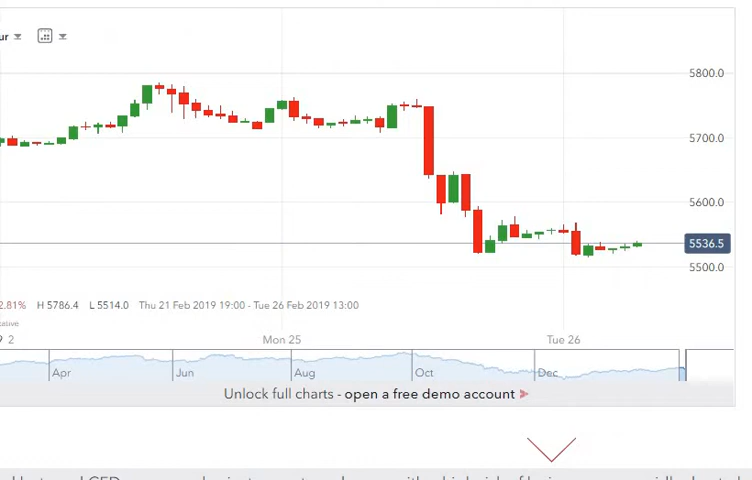 ur
5800.0
5700.0
5600.0
5536.5
5500.0
2.81% H 5786.4 L 5514.0 Thu 21 Feb 2019 19:00 - Tue 26 Feb 2019 13:00
2 Mon 25 Tue 26
Apr Jun Aug Oct Dec
Unlock full charts - open a free demo account